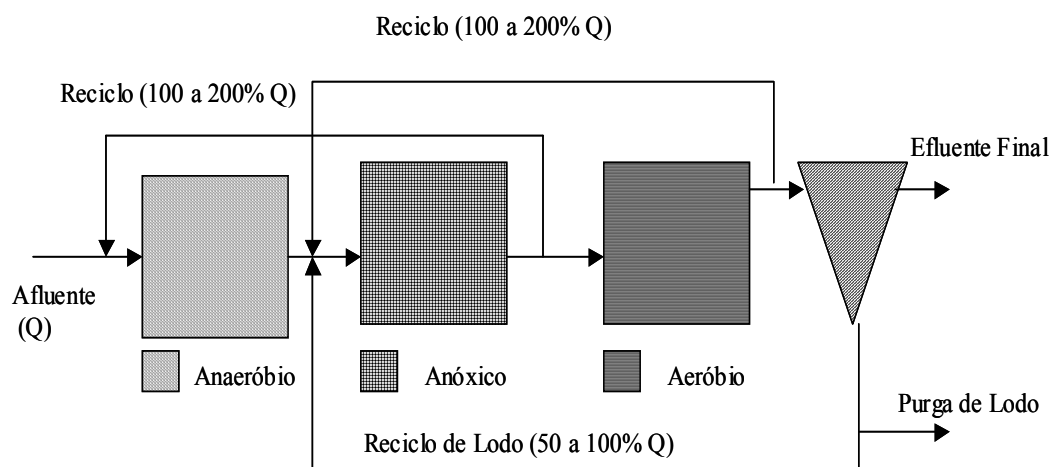 Reciclo (100 a 200% Q)
Reciclo (100 a 200% Q)
Efluente Final
Afluente
(Q)
Anaeróbio
Anóxico
Aeróbio
Purga de Lodo
Reciclo de Lodo (50 a 100% Q)